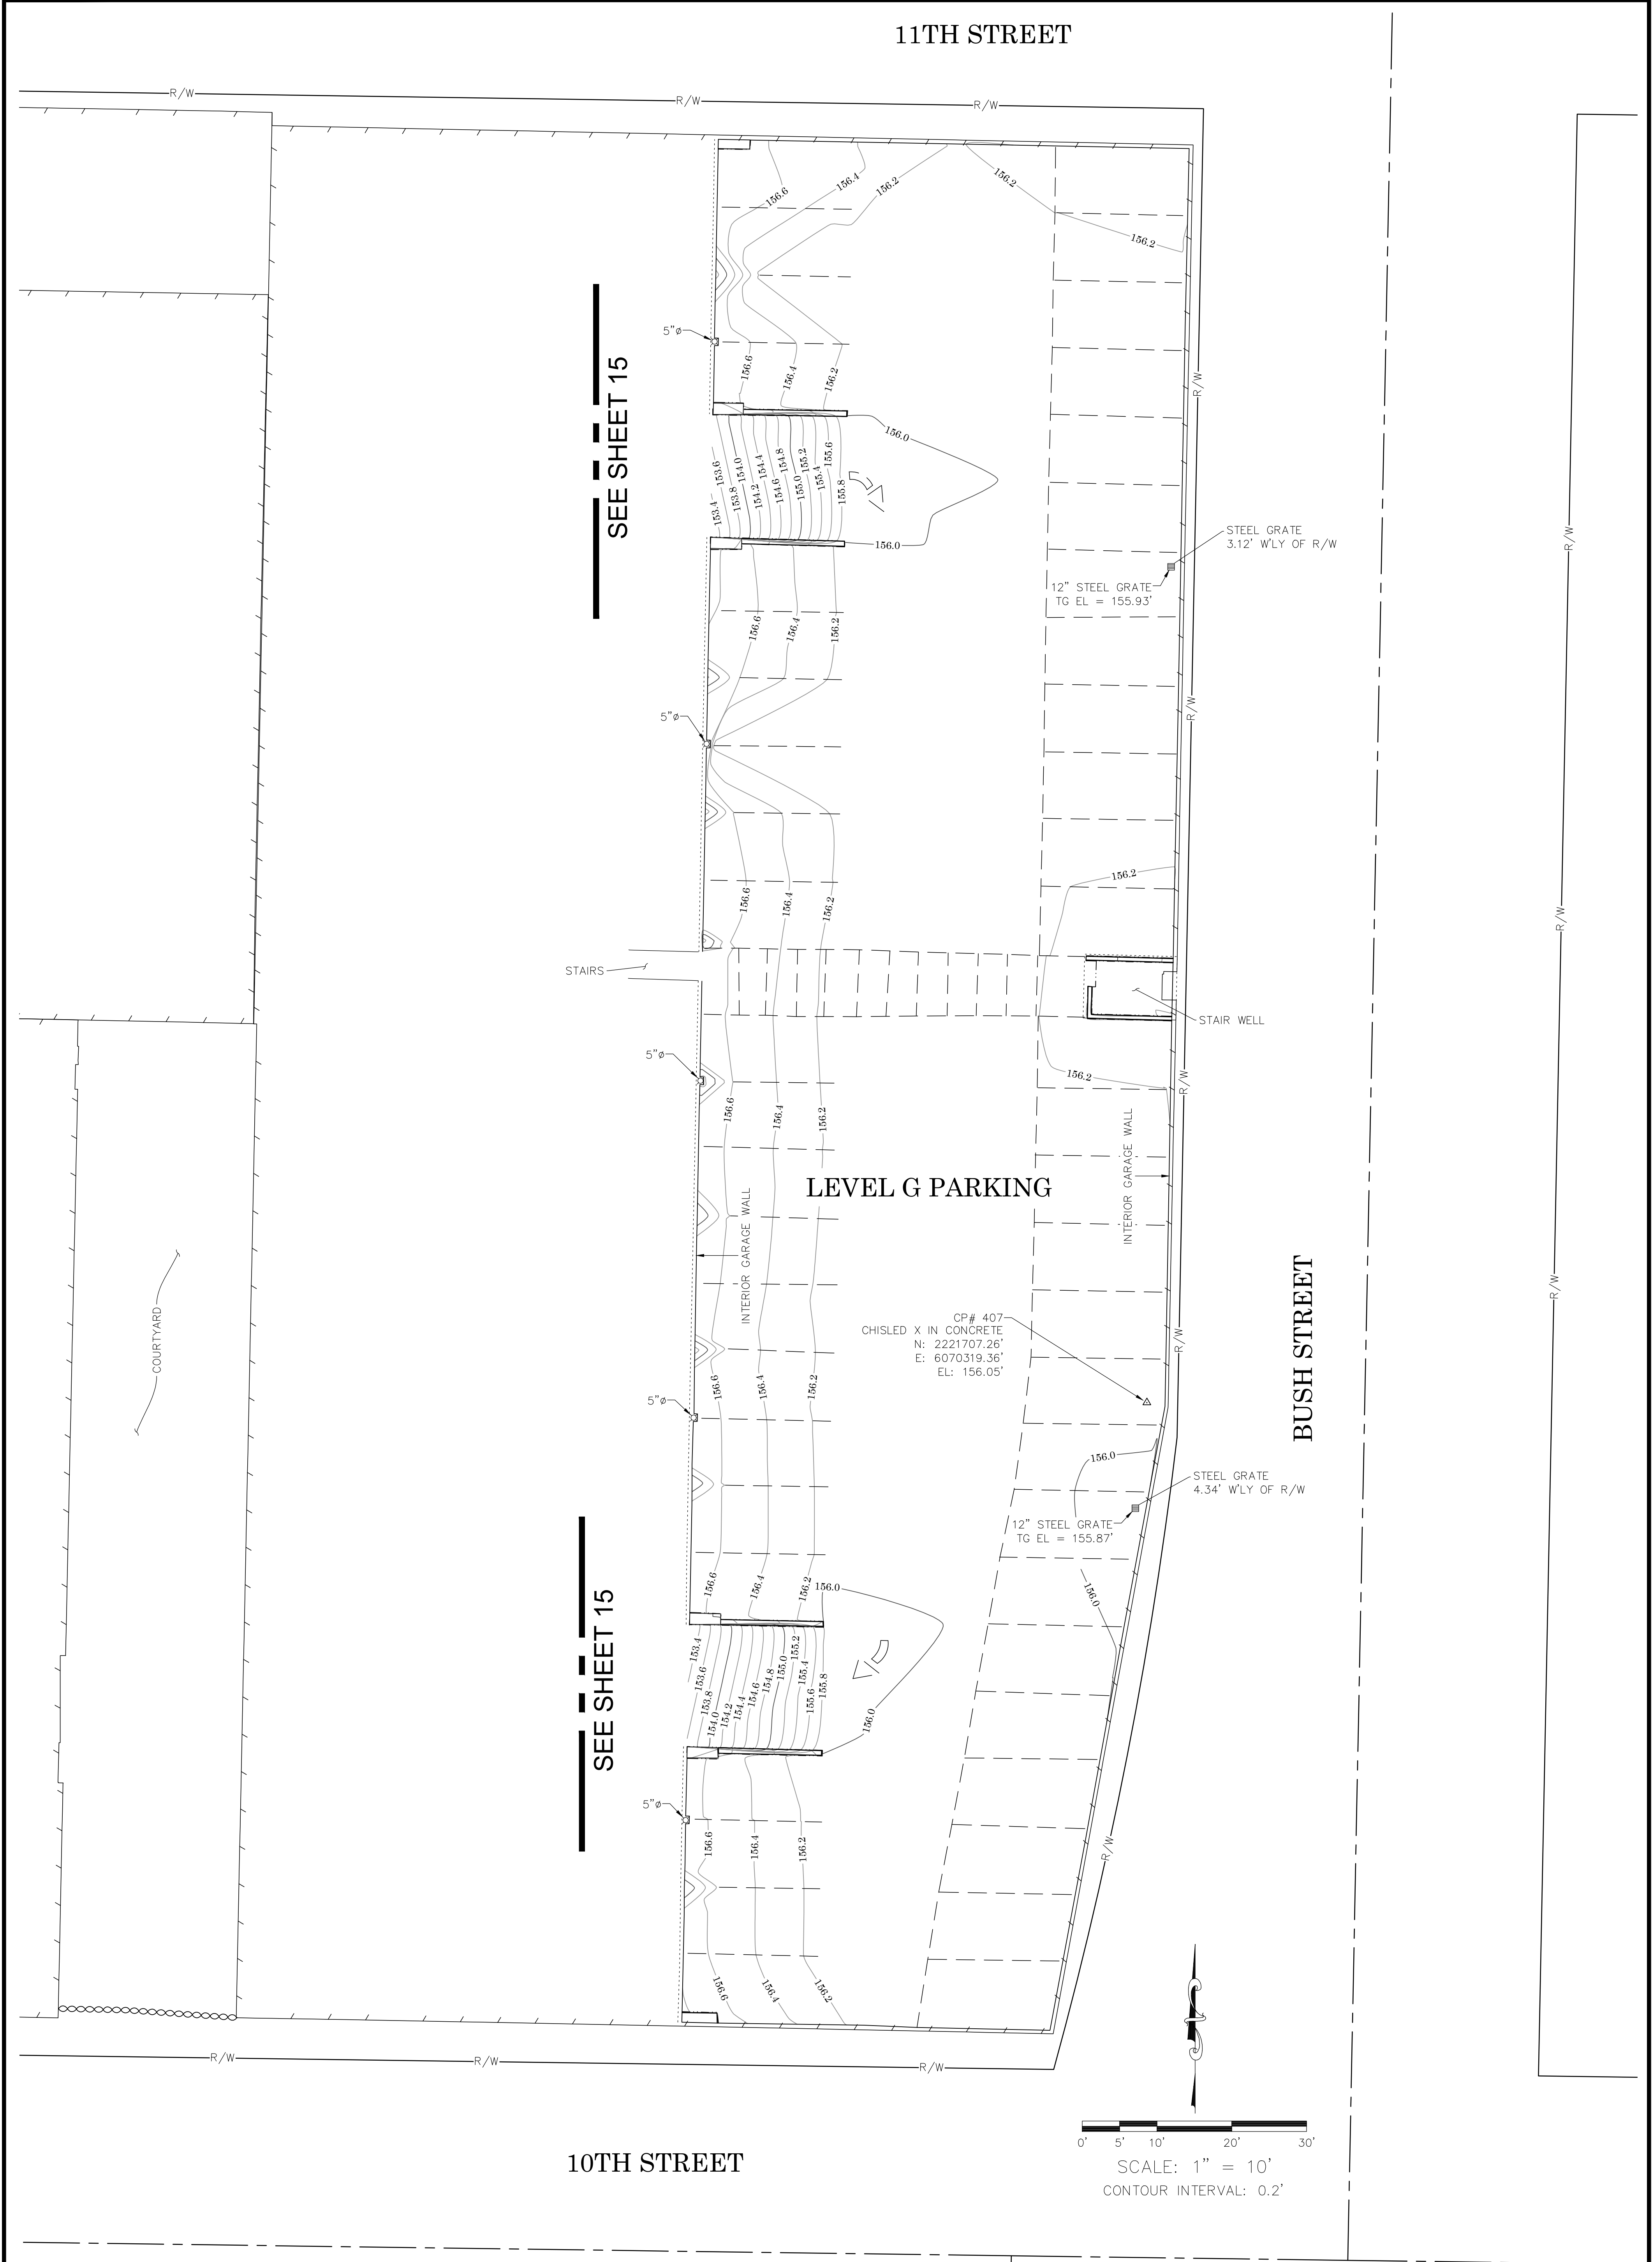 11TH STREET
R/W
R/W
R/W
156.6
156.4
156.2
156.2
156.2
SEE SHEET 15
5"ø
156.6
156.4
156.2
R/W
156.0
153.4
153.6
153.8
154.0
154.2
154.4
154.6
154.8
155.0
155.2
155.4
155.6
155.8
156.0
STEEL GRATE
3.12' W'LY OF R/W
R/W
12" STEEL GRATE
TG EL = 155.93'
156.6
156.4
156.2
5"ø
R/W
156.2
156.6
156.4
156.2
R/W
STAIRS
STAIR WELL
5"ø
156.2
R/W
156.6
156.4
156.2
INTERIOR GARAGE WALL
LEVEL G PARKING
INTERIOR GARAGE WALL
COURTYARD
R/W
CP# 407
CHISLED X IN CONCRETE
N: 2221707.26'
E: 6070319.36'
EL: 156.05'
R/W
BUSH STREET
156.6
156.4
156.2
5"ø
156.0
STEEL GRATE
4.34' W'LY OF R/W
12" STEEL GRATE
TG EL = 155.87'
SEE SHEET 15
156.6
156.4
156.2
156.0
156.0
153.4
153.6
153.8
154.0
154.2
154.4
154.6
154.8
155.0
155.2
155.4
155.6
155.8
156.0
5"ø
156.6
156.4
156.2
R/W
156.6
156.4
156.2
R/W
R/W
R/W
0' 5' 10' 20' 30'
SCALE: 1" = 10'
CONTOUR INTERVAL: 0.2'
10TH STREET